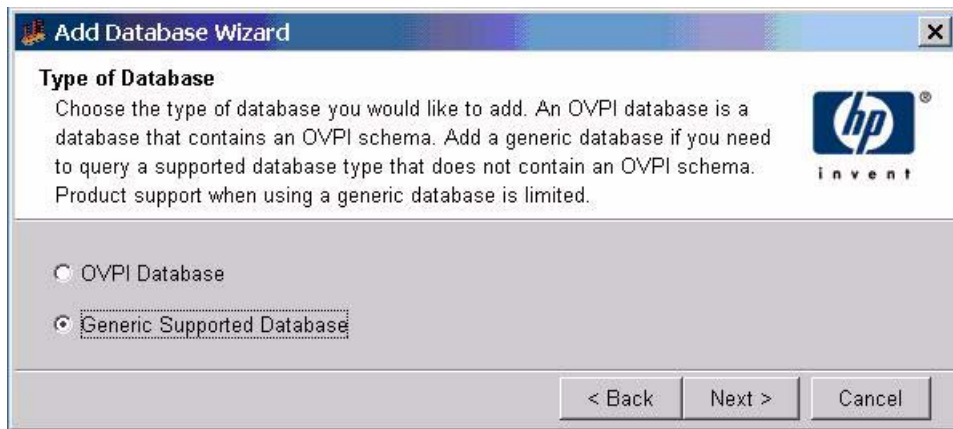 Add Database Wizard
Type of Database
Choose the type of database you would like to add. An OVPI database is a
database that contains an OVPI schema. Add a generic database if you need
to query a supported database type that does not contain an OVPI schema.
Product support when using a generic database is limited.
hp ®
invent
OVPI Database
Generic Supported Database
< Back Next > Cancel